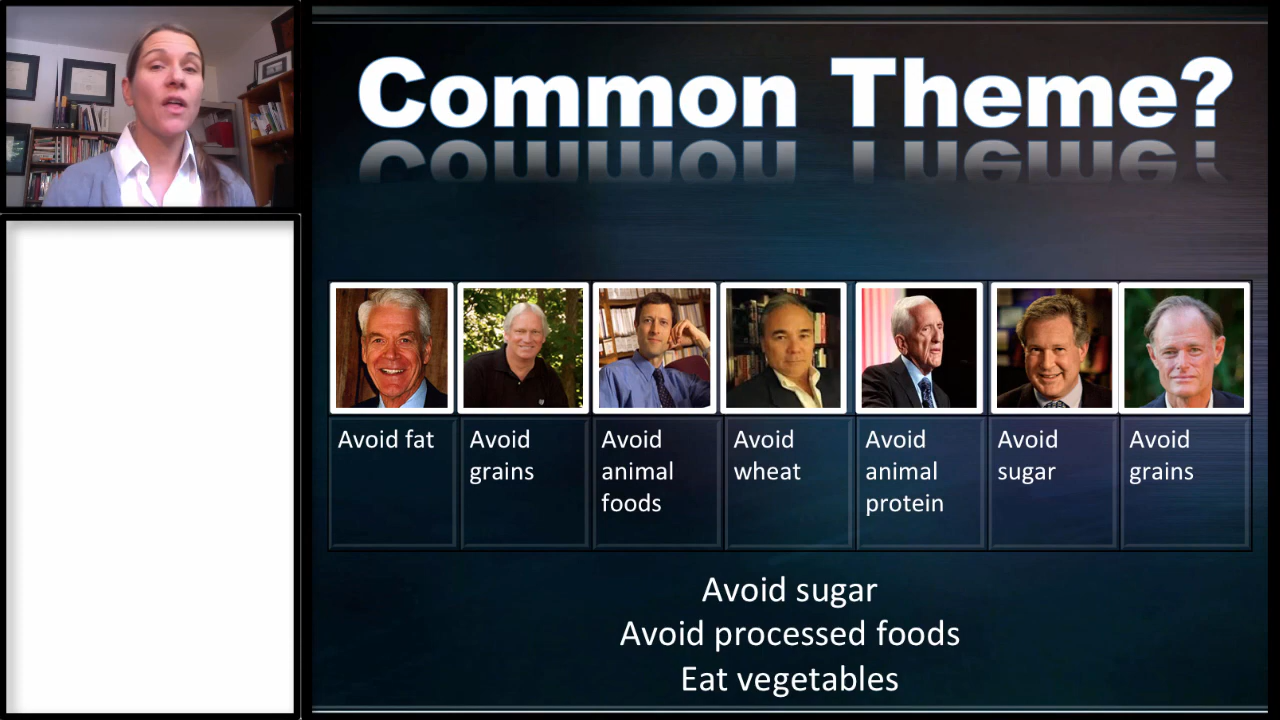 Common Theme?
Avoid fat
Avoid
grains
Avoid
animal
foods
Avoid
wheat
Avoid
animal
protein
Avoid
sugar
Avoid
grains
Avoid sugar
Avoid processed foods
Eat vegetables